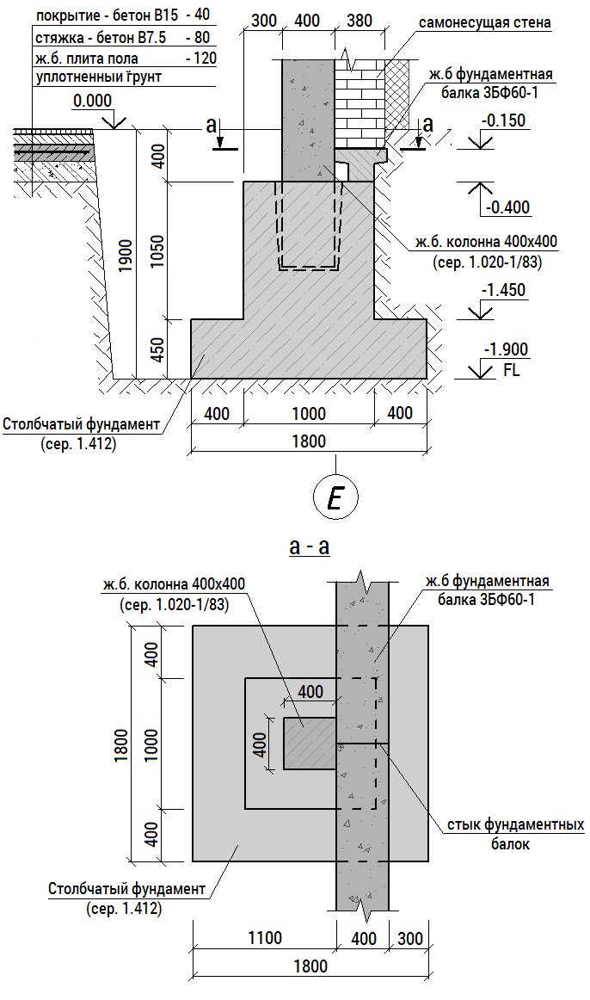 покрытие - бетон В15 - 40
стяжка - бетон В7.5 - 80
ж.б. плита пола - 120
уплотненный грунт
0.000
300 400 380
самонесущая стена
ж.б фундаментная
балка 3БФ60-1
а а
-0.150
400
-0.400
ж.б. колонна 400х400
(сер. 1.020-1/83)
1900
1050
-1.450
450
-1.900
FL
400 1000 400
1800
Столбчатый фундамент
(сер. 1.412)
Е
а - а
ж.б. колонна 400х400
(сер. 1.020-1/83)
ж.б фундаментная
балка 3БФ60-1
400
400
1800
1000
400
400
стык фундаментных
балок
Столбчатый фундамент
(сер. 1.412)
1100 400 300
1800